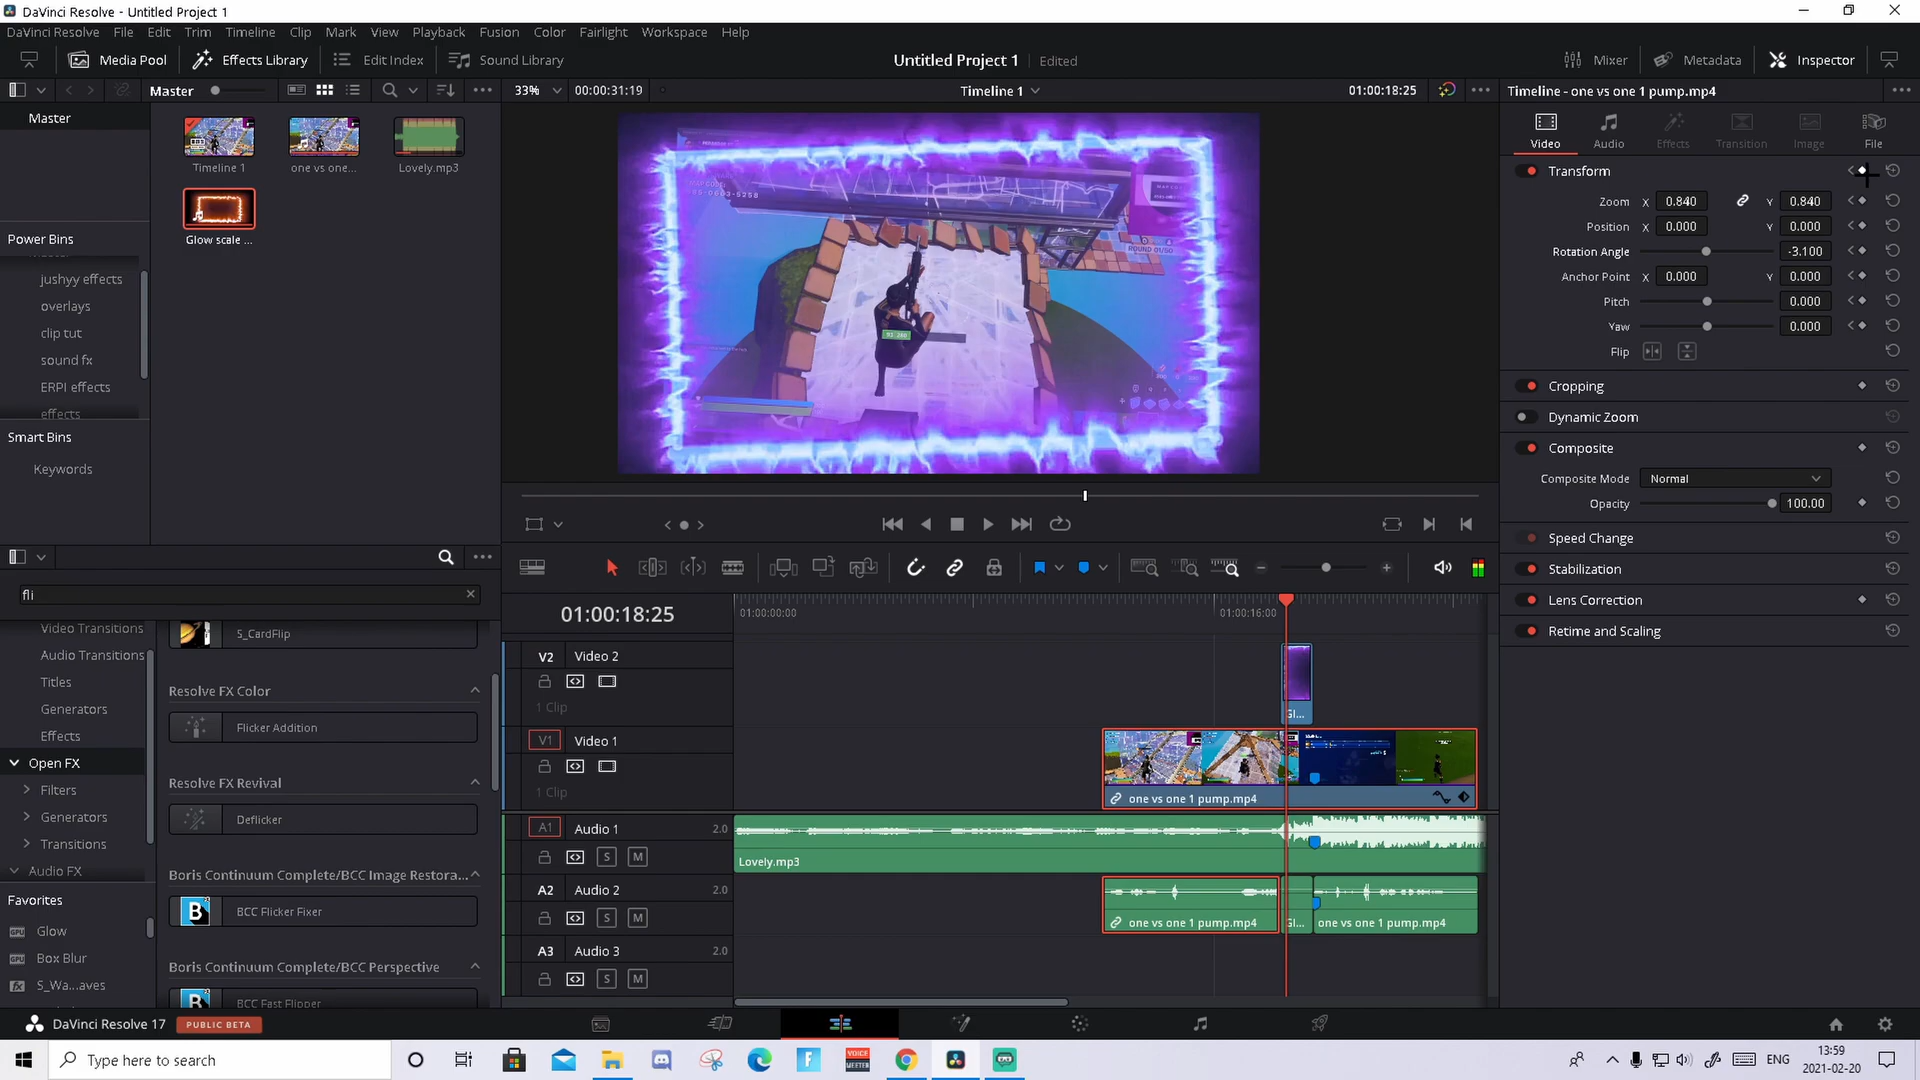 DaVinci Resolve - Untitled Project 1
DaVinci Resolve File Edit Trim Timeline Clip Mark View Playback Fusion Color Fairlight Workspace Help
Media Pool Effects Library Edit Index Sound Library Untitled Project 1 Edited Mixer Metadata Inspector
Master 33% 00:00:31:19 Timeline 1 01:00:18:25 Timeline - one vs one 1 pump.mp4
Master
Timeline 1 one vs one... Lovely.mp3
Glow scale ...
Power Bins
jushyy effects
overlays
clip tut
sound fx
ERPI effects
effects
Smart Bins
Keywords
ROUND 01/50
Video Audio Effects Transition Image File
Transform
Zoom X 0.840 Y 0.840
Position X 0.000 Y 0.000
Rotation Angle -3.100
Anchor Point X 0.000 Y 0.000
Pitch 0.000
Yaw 0.000
Flip
Cropping
Dynamic Zoom
Composite
Composite Mode Normal
Opacity 100.00
Speed Change
Stabilization
Lens Correction
Retime and Scaling
fli
Video Transitions
Audio Transitions
Titles
Generators
Effects
Open FX
Filters
Generators
Transitions
Audio FX
Favorites
Glow
Box Blur
S_Wa...aves
S_CardFlip
Resolve FX Color
Flicker Addition
Resolve FX Revival
Deflicker
Boris Continuum Complete/BCC Image Restora...
BCC Flicker Fixer
Boris Continuum Complete/BCC Perspective
BCC Fast Flipper
01:00:18:25 01:00:00:00 01:00:16:00
V2 Video 2
1 Clip Gl...
V1 Video 1
1 Clip one vs one 1 pump.mp4
A1 Audio 1 2.0
S M Lovely.mp3
A2 Audio 2 2.0
S M one vs one 1 pump.mp4 Gl... one vs one 1 pump.mp4
A3 Audio 3 2.0
S M
DaVinci Resolve 17 PUBLIC BETA
Type here to search VOICE MEETER ENG 13:59
2021-02-20